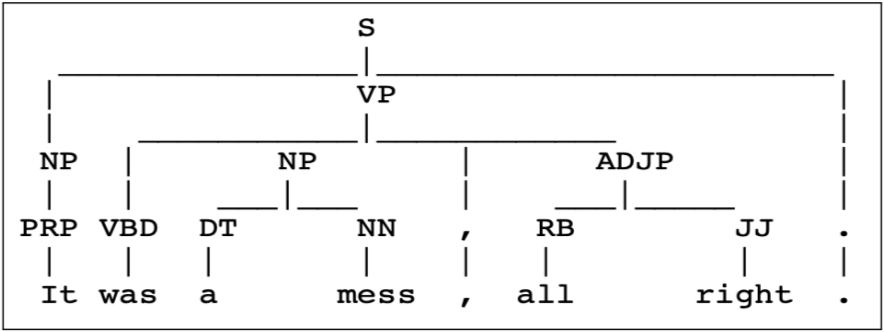 S
VP
NP NP ADJP
PRP VBD DT NN , RB JJ .
It was a mess , all right .